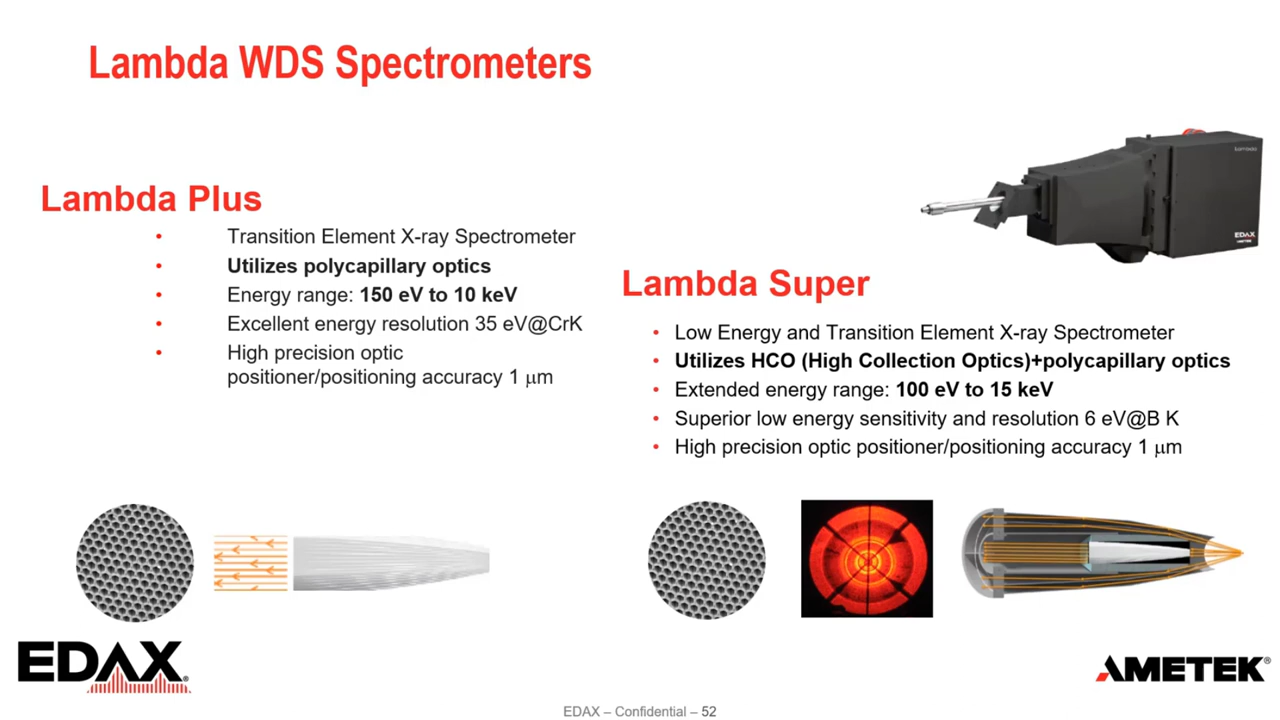 Lambda WDS Spectrometers
Lambda Plus
• Transition Element X-ray Spectrometer
• Utilizes polycapillary optics
• Energy range: 150 eV to 10 keV
• Excellent energy resolution 35 eV@CrK
• High precision optic
positioner/positioning accuracy 1 μm
Lambda
EDAX
AMETEK
Lambda Super
• Low Energy and Transition Element X-ray Spectrometer
• Utilizes HCO (High Collection Optics)+polycapillary optics
• Extended energy range: 100 eV to 15 keV
• Superior low energy sensitivity and resolution 6 eV@B K
• High precision optic positioner/positioning accuracy 1 μm
EDAX®
AMETEK®
EDAX – Confidential – 52